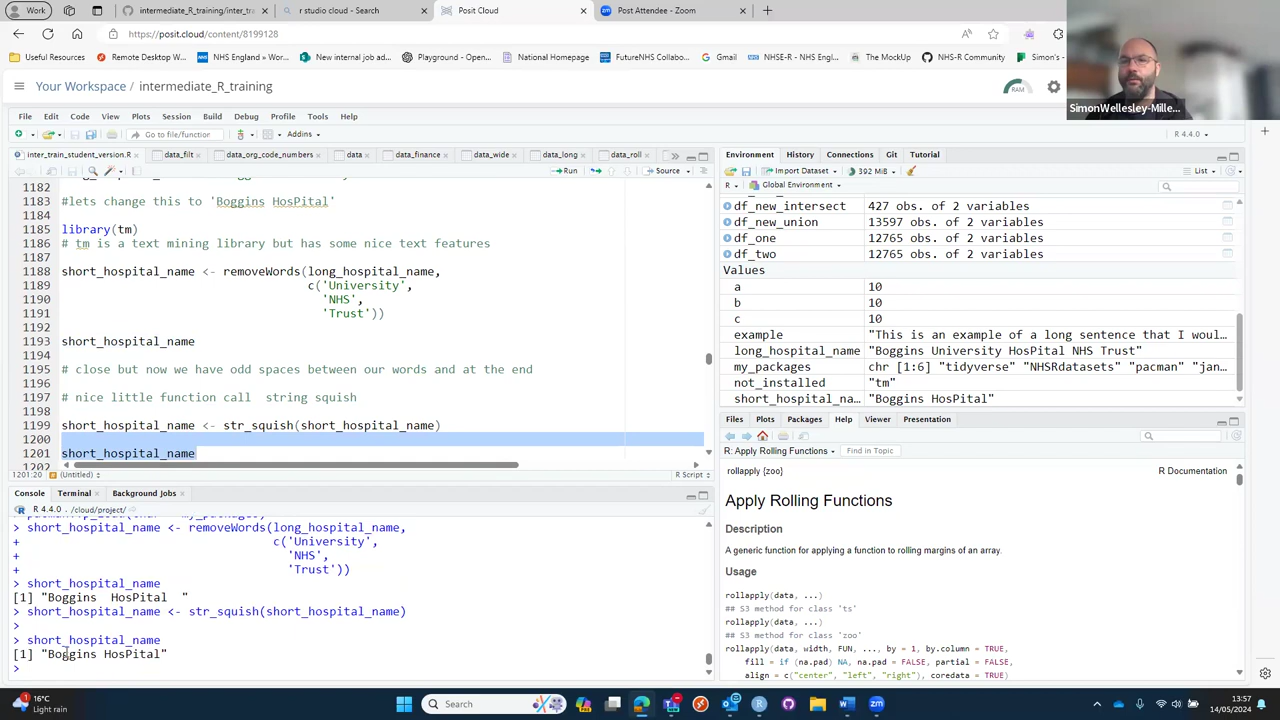 Work
intermediate_R_training/inter_tra
r studio cloud - Search
Posit Cloud
Post Attendee - Zoom
https://posit.cloud/content/8199128
Useful Resources
Remote Desktop W...
NHS England » Wor...
New internal job ad...
Playground - Open...
National Homepage
FutureNHS Collabo...
NHSE-R - NHS Engl...
The MockUp
NHS-R Community
Simon's
Your Workspace / intermediate_R_training
RAM
SimonWellesley-Mille...
File Edit Code View Plots Session Build Debug Profile Tools Help
Go to file/function
Addins
R 4.4.0
inter_train_student_version.R
data_filt
data_org_code_numbers
data
data_finance
data_wide
data_long
data_roll
Run
Source
1182
1183 #lets change this to 'Boggins HosPital'
1184
1185 library(tm)
1186 # tm is a text mining library but has some nice text features
1187
1188 short_hospital_name <- removeWords(long_hospital_name,
1189 c('University',
1190 'NHS',
1191 'Trust'))
1192
1193 short_hospital_name
1194
1195 # close but now we have odd spaces between our words and at the end
1196
1197 # nice little function call  string squish
1198
1199 short_hospital_name <- str_squish(short_hospital_name)
1200
1201 short_hospital_name
1202
1201:20 (Untitled) R Script
Console Terminal Background Jobs
R 4.4.0 . /cloud/project/
> short_hospital_name <- removeWords(long_hospital_name,
+ c('University',
+ 'NHS',
+ 'Trust'))
> short_hospital_name
[1] "Boggins  HosPital  "
> short_hospital_name <- str_squish(short_hospital_name)
>
> short_hospital_name
[1] "Boggins HosPital"
>
Environment History Connections Git Tutorial
Import Dataset
392 MiB
List
R Global Environment
df_new_intersect 427 obs. of 2 variables
df_new_union 13597 obs. of 2 variables
df_one 12765 obs. of 2 variables
df_two 12765 obs. of 2 variables
Values
a 10
b 10
c 10
example "This is an example of a long sentence that I woul...
long_hospital_name "Boggins University HosPital NHS Trust"
my_packages chr [1:6] "tidyverse" "NHSRdatasets" "pacman" "jan...
not_installed "tm"
short_hospital_na... "Boggins HosPital"
Files Plots Packages Help Viewer Presentation
R: Apply Rolling Functions
Find in Topic
rollapply {zoo}
R Documentation
Apply Rolling Functions
Description
A generic function for applying a function to rolling margins of an array.
Usage
rollapply(data, ...)
## S3 method for class 'ts'
rollapply(data, ...)
## S3 method for class 'zoo'
rollapply(data, width, FUN, ..., by = 1, by.column = TRUE,
fill = if (na.pad) NA, na.pad = FALSE, partial = FALSE,
align = c("center", "left", "right"), coredata = TRUE)
16°C
Light rain
Search
13:57
14/05/2024